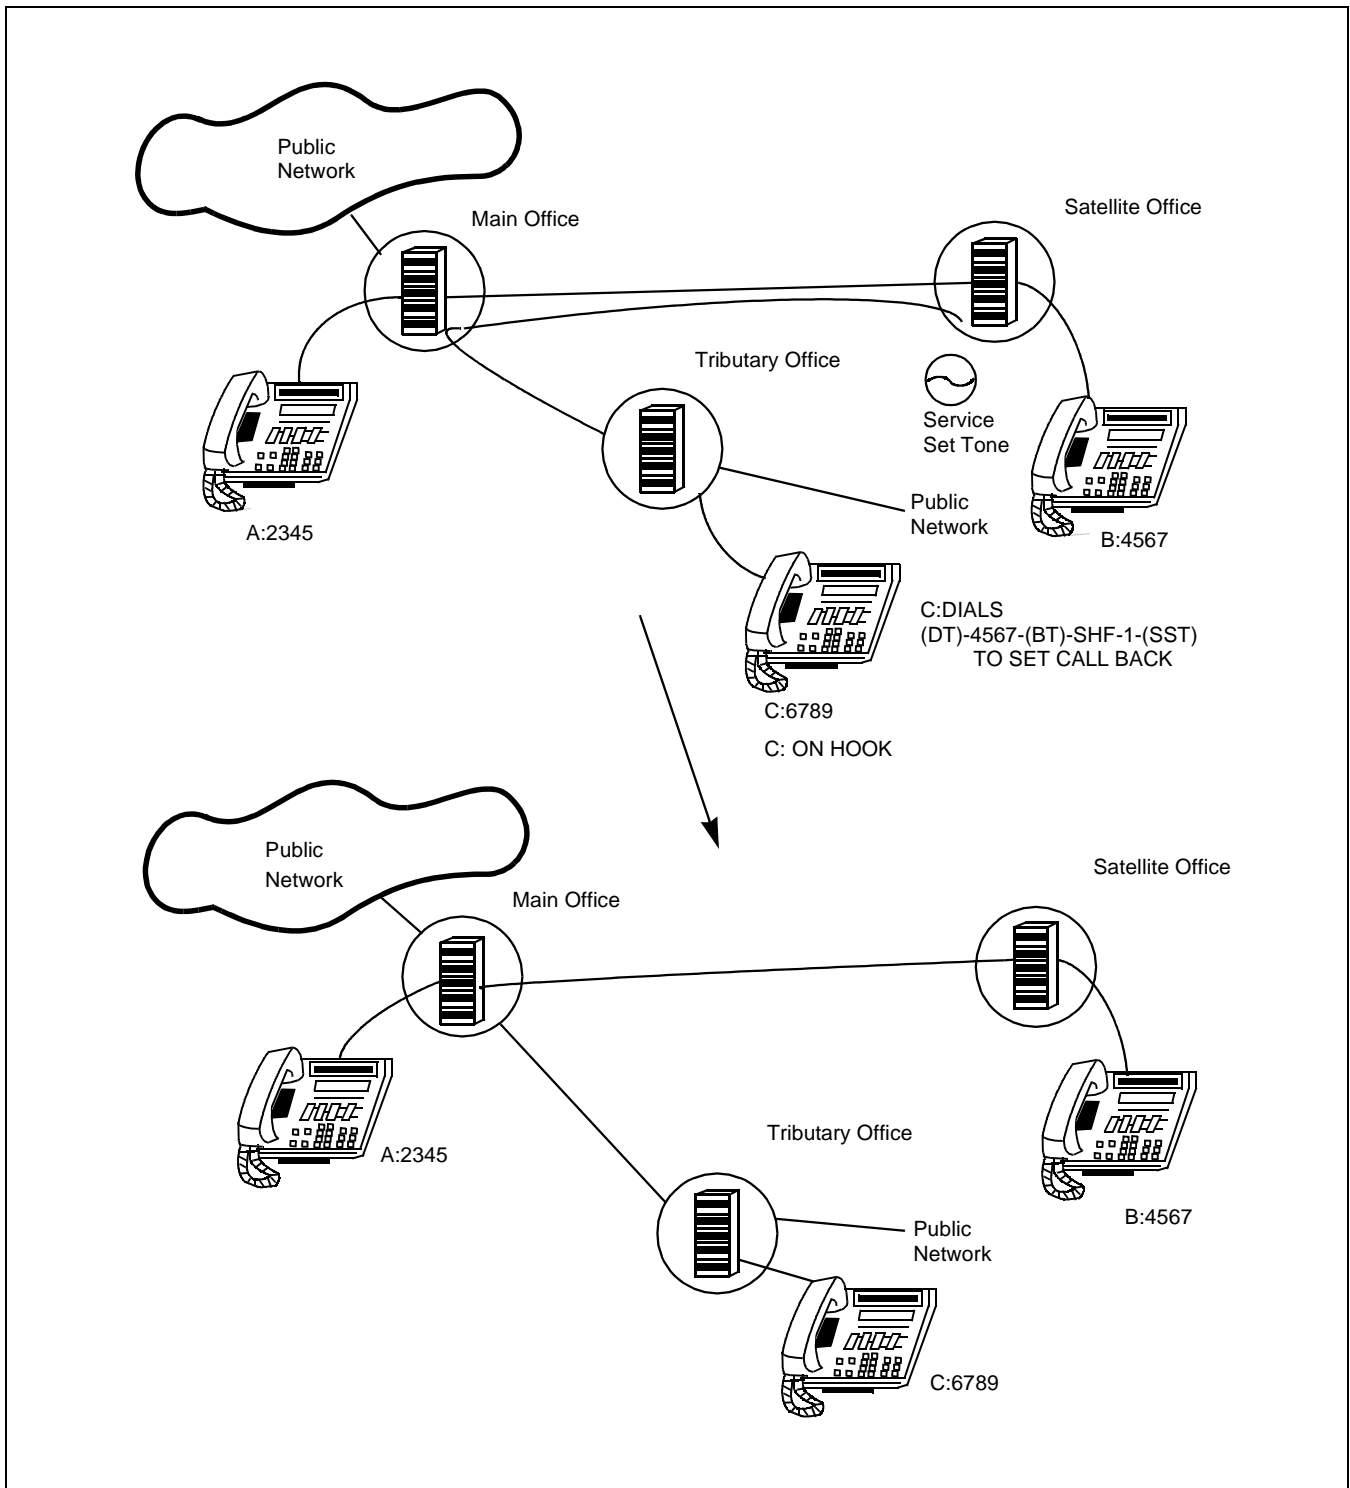 Public
Network
Main Office
Satellite Office
Tributary Office
Service
Set Tone
A:2345
Public
Network
B:4567
C:DIALS
(DT)-4567-(BT)-SHF-1-(SST)
TO SET CALL BACK
C:6789
C: ON HOOK
Public
Network
Main Office
Satellite Office
Tributary Office
A:2345
B:4567
Public
Network
C:6789